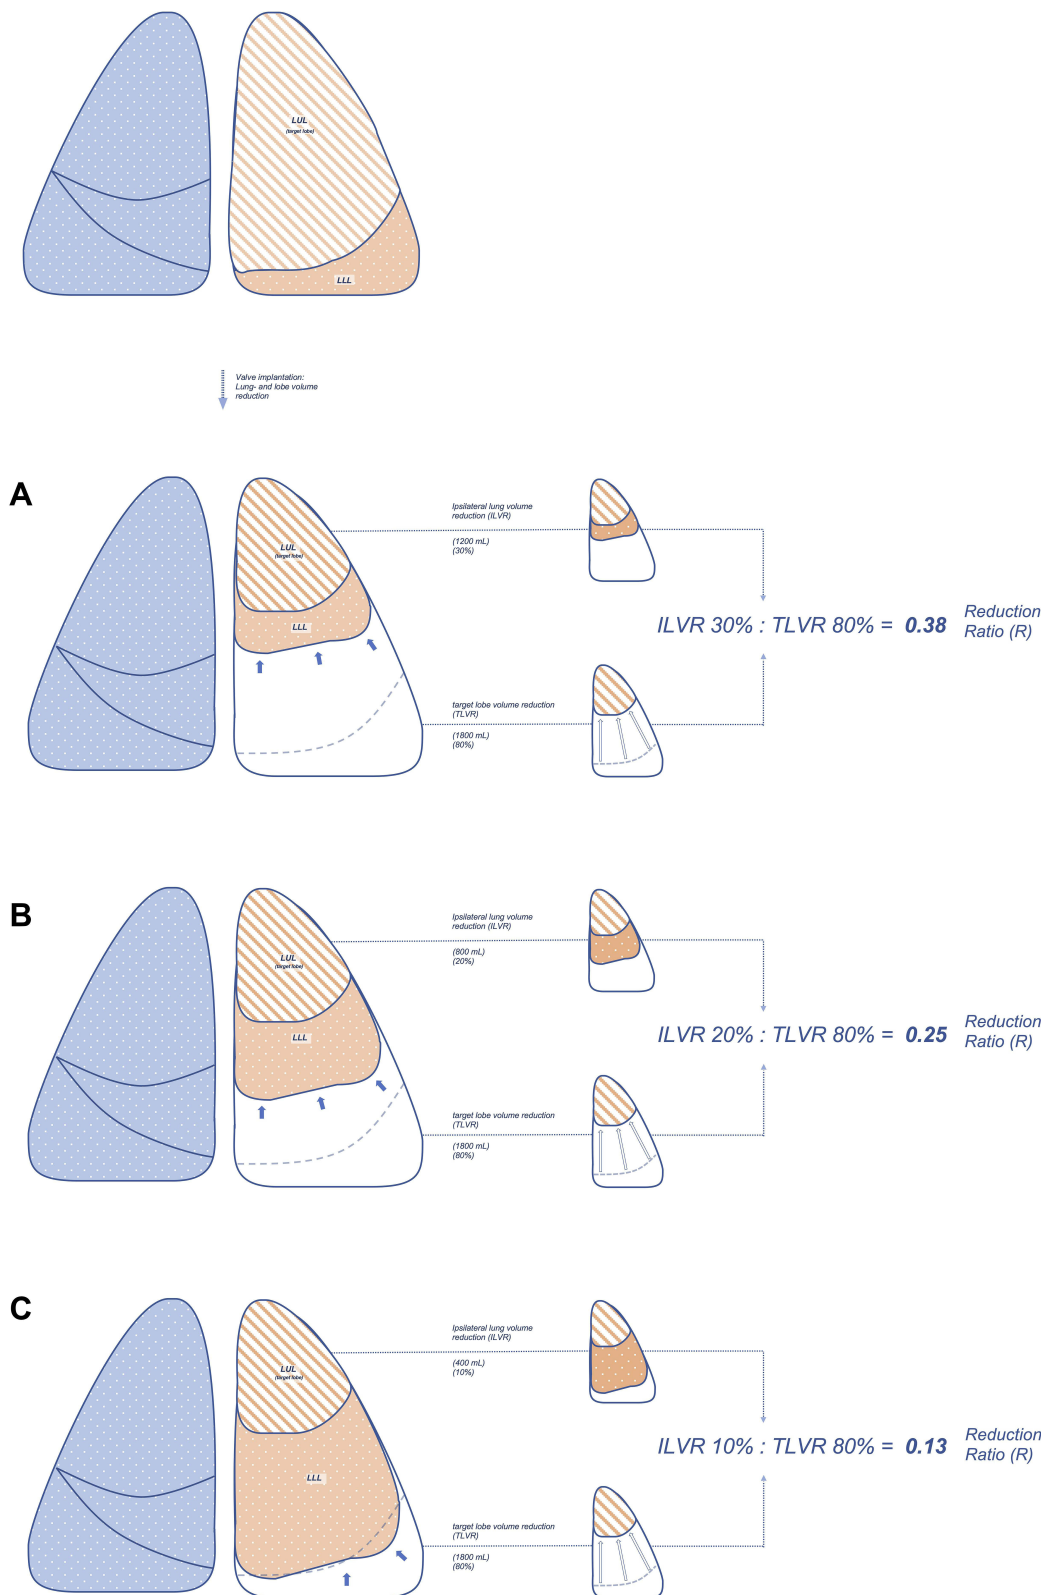 LUL
(target lobe)
LLL
Valve implantation:
Lung- and lobe volume
reduction
A
LUL
(target lobe)
LLL
Ipsilateral lung volume
reduction (ILVR)
(1200 mL)
(30%)
ILVR 30% : TLVR 80% = 0.38
Reduction
Ratio (R)
target lobe volume reduction
(TLVR)
(1800 mL)
(80%)
B
LUL
(target lobe)
LLL
Ipsilateral lung volume
reduction (ILVR)
(800 mL)
(20%)
ILVR 20% : TLVR 80% = 0.25
Reduction
Ratio (R)
target lobe volume reduction
(TLVR)
(1800 mL)
(80%)
C
LUL
(target lobe)
LLL
Ipsilateral lung volume
reduction (ILVR)
(400 mL)
(10%)
ILVR 10% : TLVR 80% = 0.13
Reduction
Ratio (R)
target lobe volume reduction
(TLVR)
(1800 mL)
(80%)